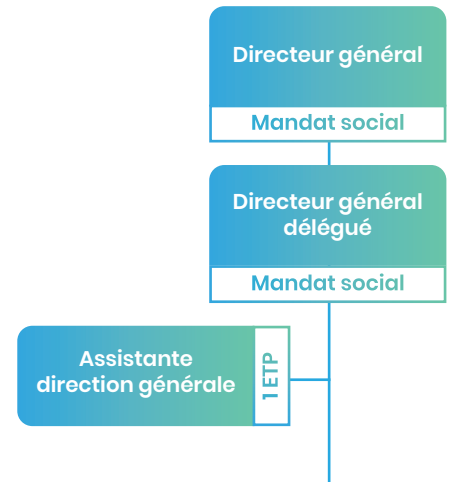 Directeur général
Mandat social
Directeur général
délégué
Mandat social
Assistante
direction générale
1 ETP